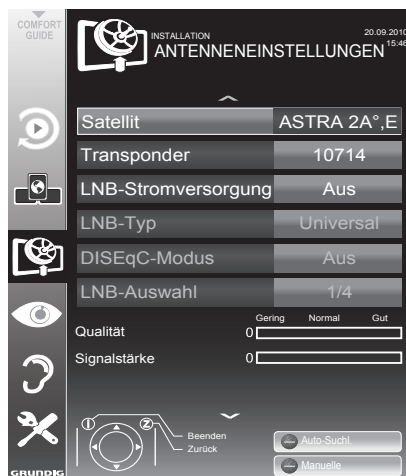 COMFORT
GUIDE
INSTALLATION
20.09.2010
ANTENNENEINSTELLUNGEN
15:46
Satellit ASTRA 2A°,E
Transponder 10714
LNB-Stromversorgung Aus
LNB-Typ Universal
DISEqC-Modus Aus
LNB-Auswahl 1/4
Gering Normal Gut
Qualität 0
Signalstärke 0
Beenden
Zurück
Auto-Suchl.
Manuelle
GRUNDIG